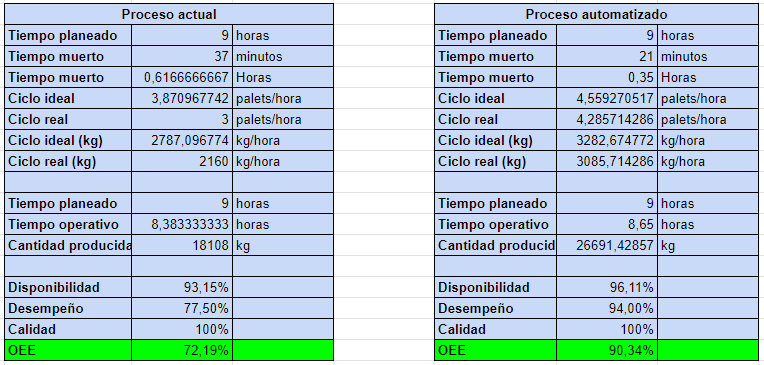 Proceso actual
Tiempo planeado 9 horas
Tiempo muerto 37 minutos
Tiempo muerto 0,6166666667 Horas
Ciclo ideal 3,870967742 palets/hora
Ciclo real 3 palets/hora
Ciclo ideal (kg) 2787,096774 kg/hora
Ciclo real (kg) 2160 kg/hora
Tiempo planeado 9 horas
Tiempo operativo 8,383333333 horas
Cantidad producida 18108 kg
Disponibilidad 93,15%
Desempeño 77,50%
Calidad 100%
OEE 72,19%
Proceso automatizado
Tiempo planeado 9 horas
Tiempo muerto 21 minutos
Tiempo muerto 0,35 Horas
Ciclo ideal 4,559270517 palets/hora
Ciclo real 4,285714286 palets/hora
Ciclo ideal (kg) 3282,674772 kg/hora
Ciclo real (kg) 3085,714286 kg/hora
Tiempo planeado 9 horas
Tiempo operativo 8,65 horas
Cantidad producid 26691,42857 kg
Disponibilidad 96,11%
Desempeño 94,00%
Calidad 100%
OEE 90,34%